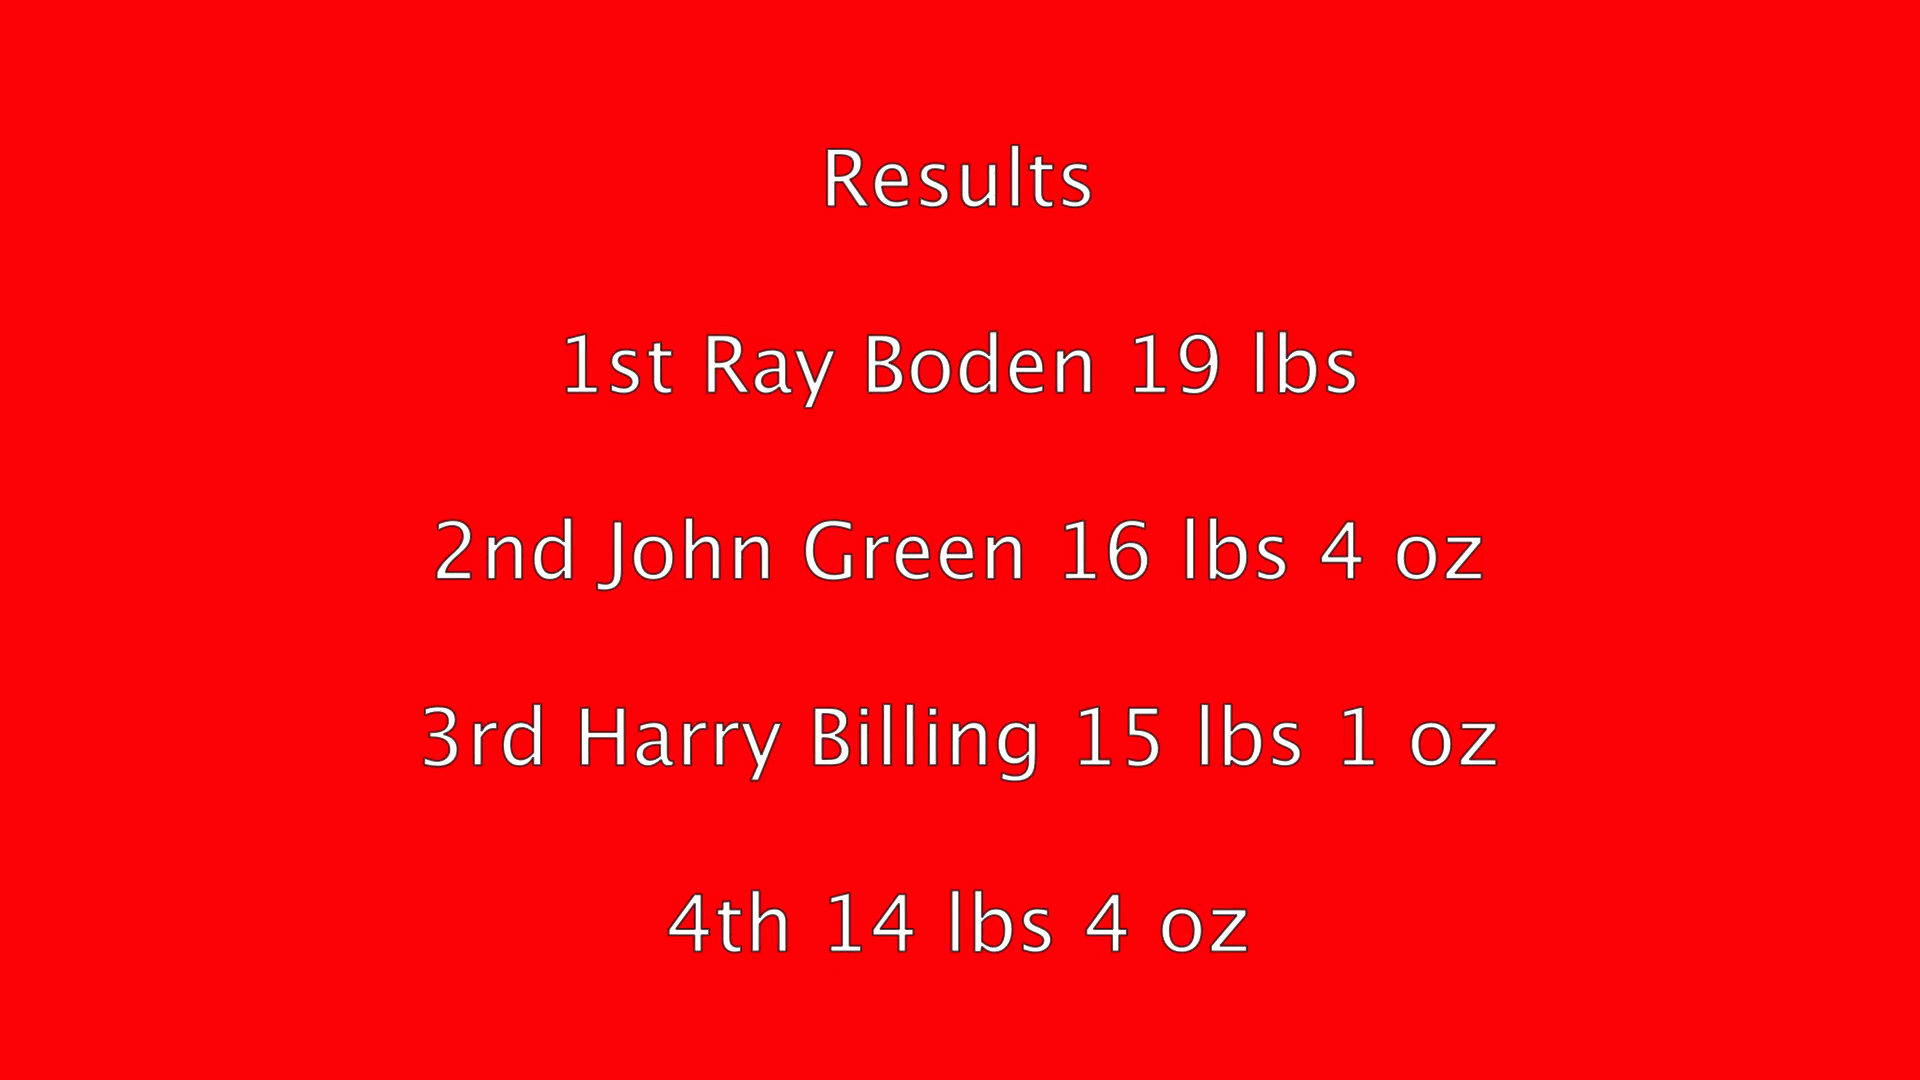 Results
1st Ray Boden 19 lbs
2nd John Green 16 lbs 4 oz
3rd Harry Billing 15 lbs 1 oz
4th 14 lbs 4 oz